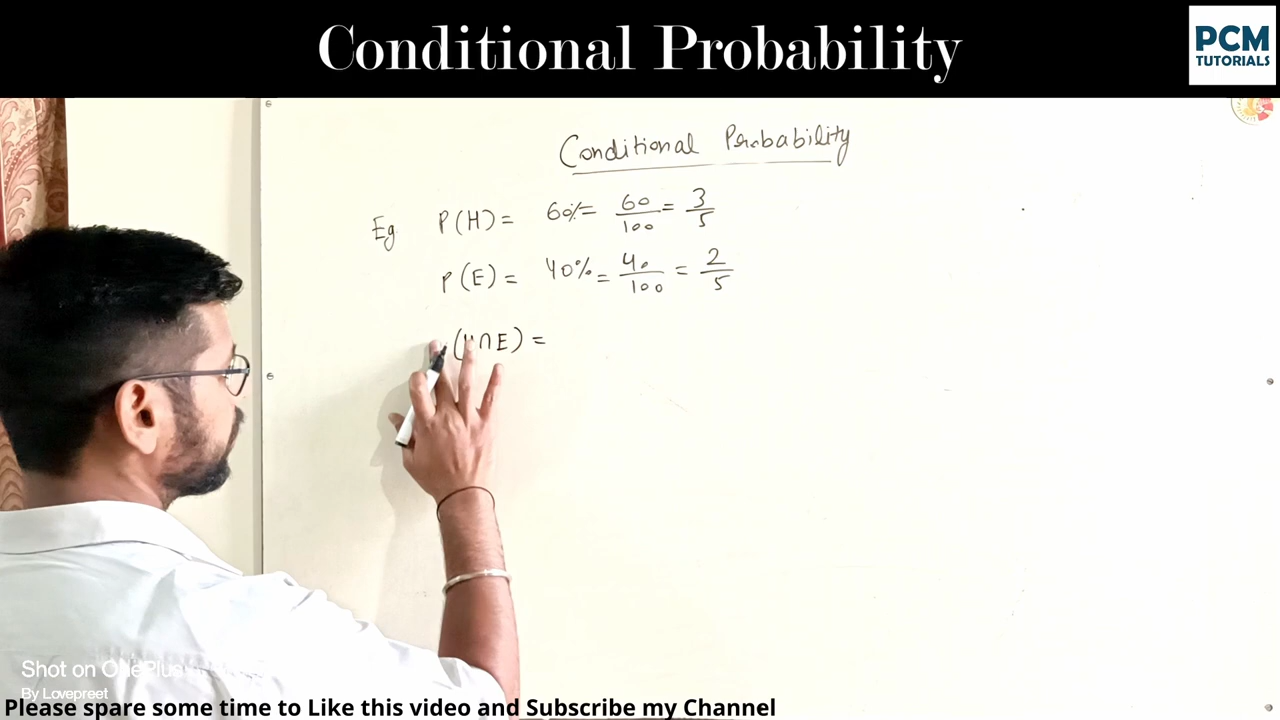 Conditional Probability
PCM
TUTORIALS
Conditional Probability
Eg P(H) = 60% = 60/100 = 3/5
P(E) = 40% = 40/100 = 2/5
(H∩E) =
Shot on OnePlus
By Lovepreet
Please spare some time to Like this video and Subscribe my Channel